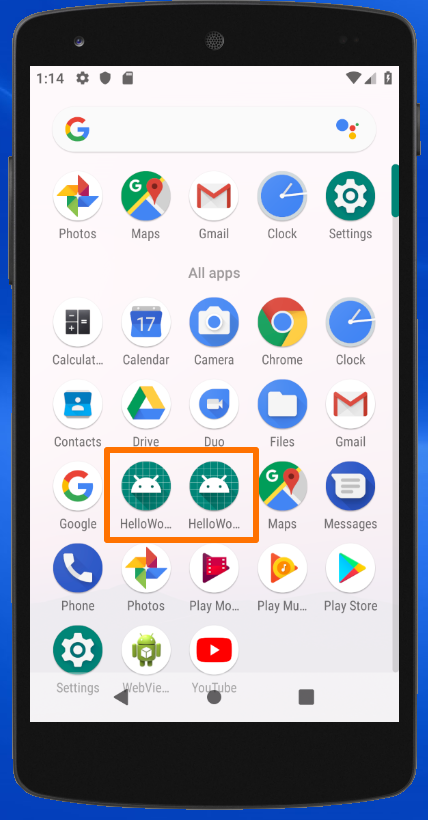 1:14
G
G
Photos Maps Gmail Clock Settings
All apps
17
Calculat... Calendar Camera Chrome Clock
Contacts Drive Duo Files Gmail
G
G
Google HelloWo... HelloWo... Maps Messages
Phone Photos Play Mo... Play Mu... Play Store
Settings WebVie... YouTube